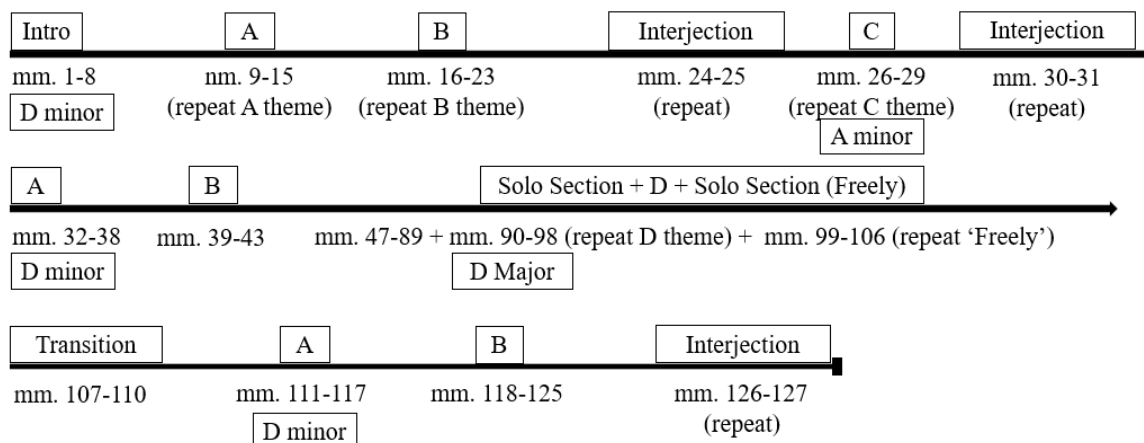 Intro A B Interjection C Interjection
mm. 1-8 nm. 9-15 mm. 16-23 mm. 24-25 mm. 26-29 mm. 30-31
(repeat A theme) (repeat B theme) (repeat) (repeat C theme) (repeat)
D minor A minor
A B Solo Section + D + Solo Section (Freely)
mm. 32-38 mm. 39-43 mm. 47-89 + mm. 90-98 (repeat D theme) + mm. 99-106 (repeat ‘Freely’)
D minor D Major
Transition A B Interjection
mm. 107-110 mm. 111-117 mm. 118-125 mm. 126-127
D minor (repeat)